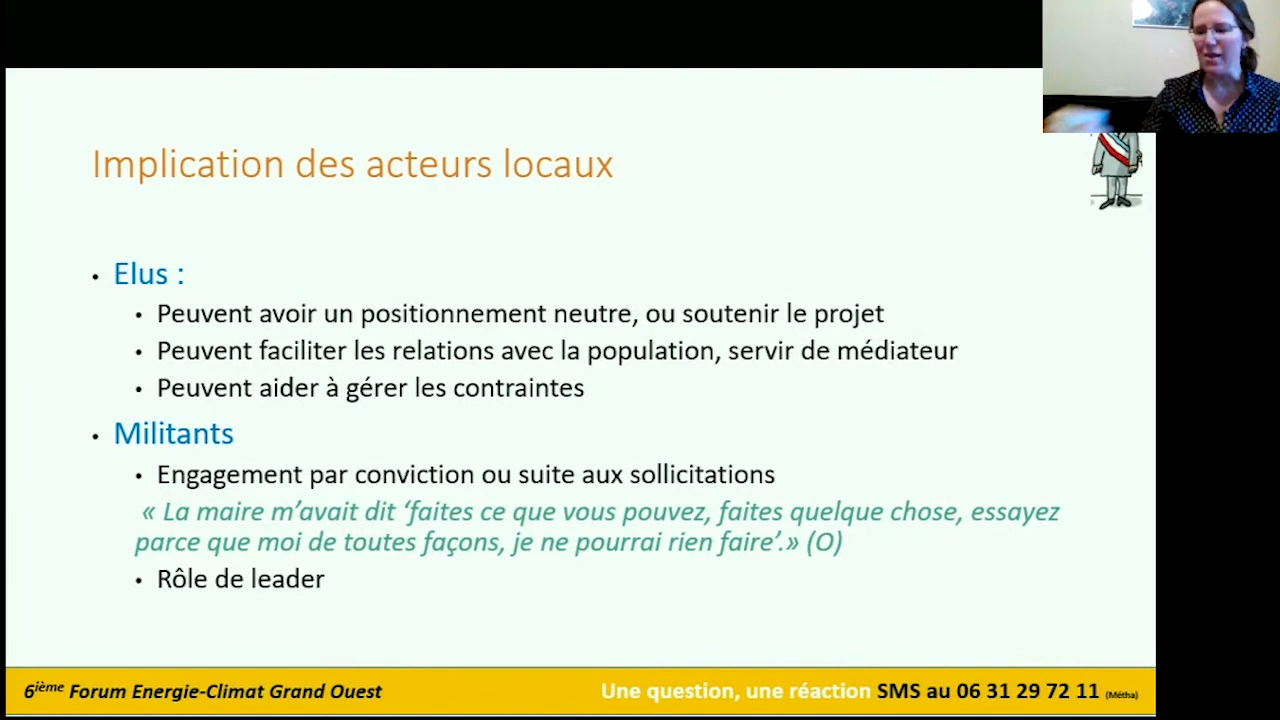 Implication des acteurs locaux
• Elus :
• Peuvent avoir un positionnement neutre, ou soutenir le projet
• Peuvent faciliter les relations avec la population, servir de médiateur
• Peuvent aider à gérer les contraintes
• Militants
• Engagement par conviction ou suite aux sollicitations
« La maire m’avait dit ‘faites ce que vous pouvez, faites quelque chose, essayez
parce que moi de toutes façons, je ne pourrai rien faire’.» (O)
• Rôle de leader
6ième Forum Energie-Climat Grand Ouest
Une question, une réaction SMS au 06 31 29 72 11 (Métha)